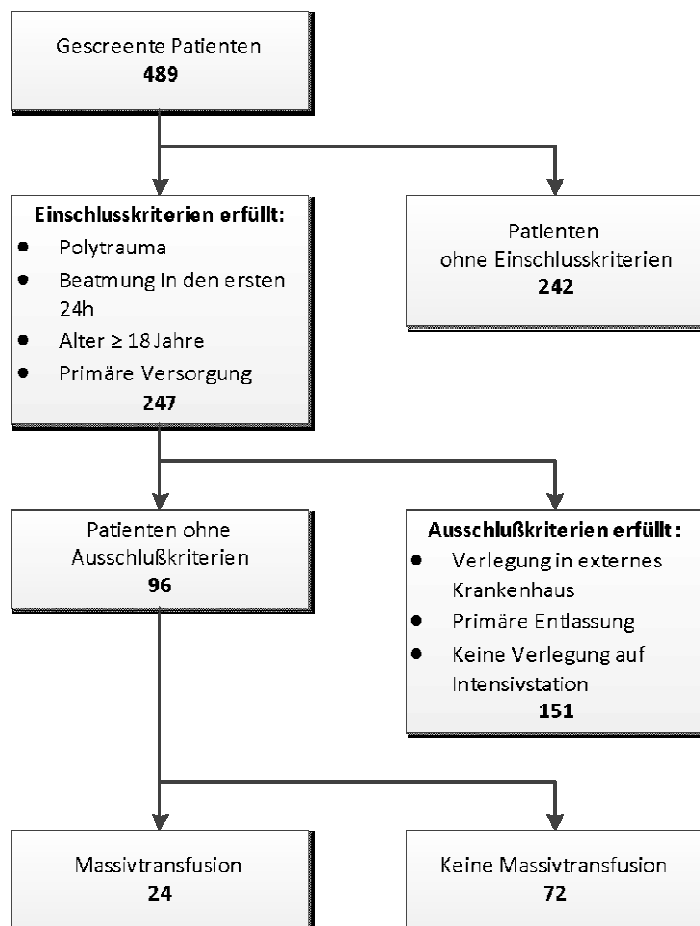 Gescreente Patienten
489
Einschlusskriterien erfüllt:
● Polytrauma
● Beatmung in den ersten
24h
● Alter ≥ 18 Jahre
● Primäre Versorgung
247
Patienten
ohne Einschlusskriterien
242
Patienten ohne
Ausschlußkriterien
96
Ausschlußkriterien erfüllt:
● Verlegung in externes
Krankenhaus
● Primäre Entlassung
● Keine Verlegung auf
Intensivstation
151
Massivtransfusion
24
Keine Massivtransfusion
72